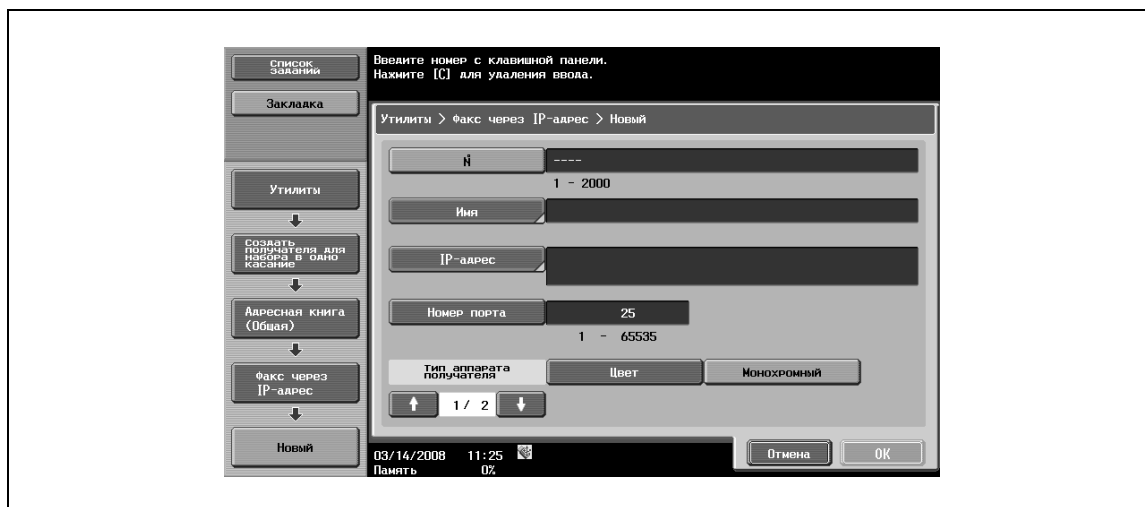 Список
заданий
Закладка
Утилиты
Создать
получателя для
набора в одно
касание
Адресная книга
(Общая)
Факс через
IP-адрес
Новый
Введите номер с клавишной панели.
Нажмите [C] для удаления ввода.
Утилиты > Факс через IP-адрес > Новый
№ ----
1 - 2000
Имя
IP-адрес
Номер порта 25
1 - 65535
Тип аппарата
получателя
Цвет Монохромный
1/ 2
03/14/2008 11:25
Память 0%
Отмена OK